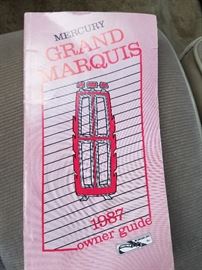 MERCURY
GRAND
MARQUIS
1987
owner guide